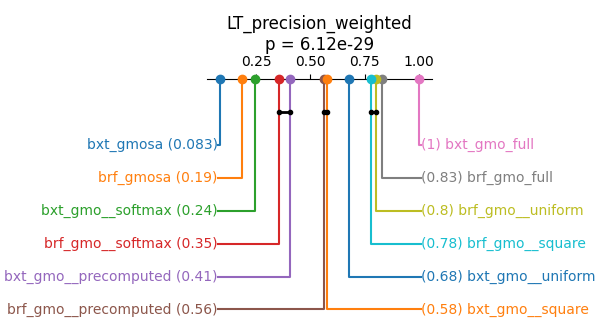 LT_precision_weighted
p = 6.12e-29
0.25 0.50 0.75 1.00
bxt_gmosa (0.083)
(1) bxt_gmo_full
brf_gmosa (0.19)
(0.83) brf_gmo_full
bxt_gmo__softmax (0.24)
(0.8) brf_gmo__uniform
brf_gmo__softmax (0.35)
(0.78) brf_gmo__square
bxt_gmo__precomputed (0.41)
(0.68) bxt_gmo__uniform
brf_gmo__precomputed (0.56)
(0.58) bxt_gmo__square